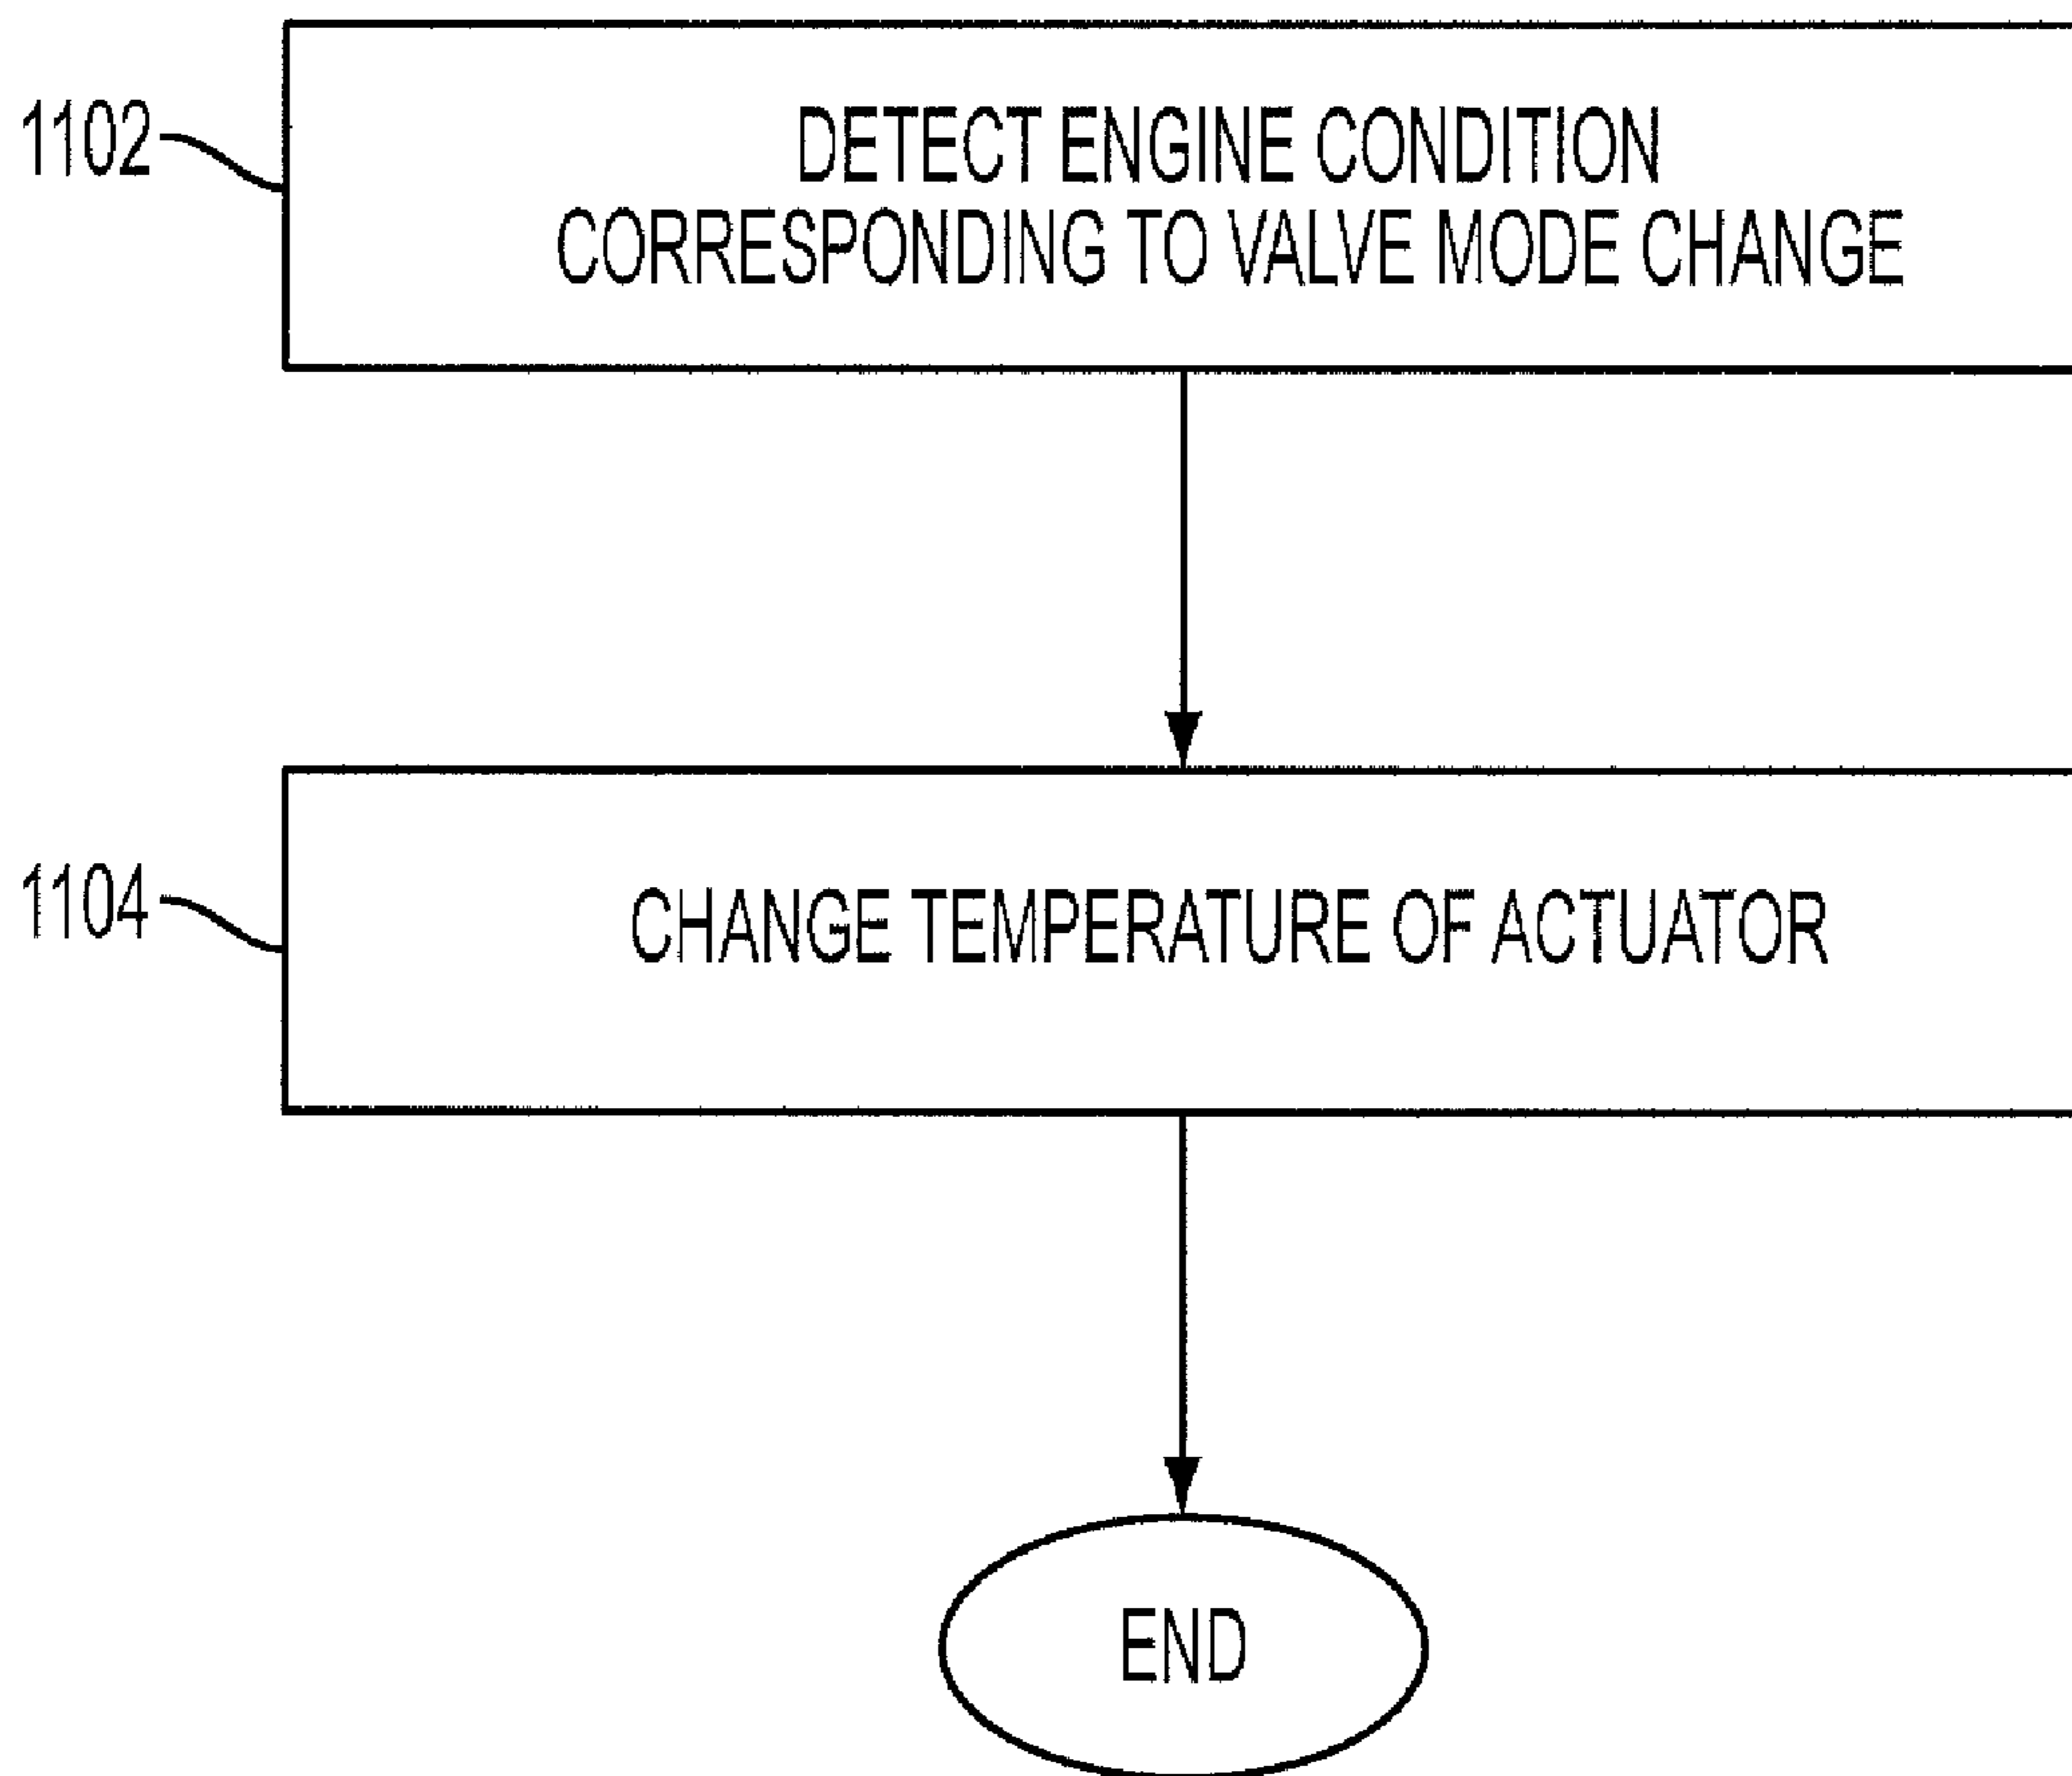 1102
DETECT ENGINE CONDITION
CORRESPONDING TO VALVE MODE CHANGE
1104
CHANGE TEMPERATURE OF ACTUATOR
END